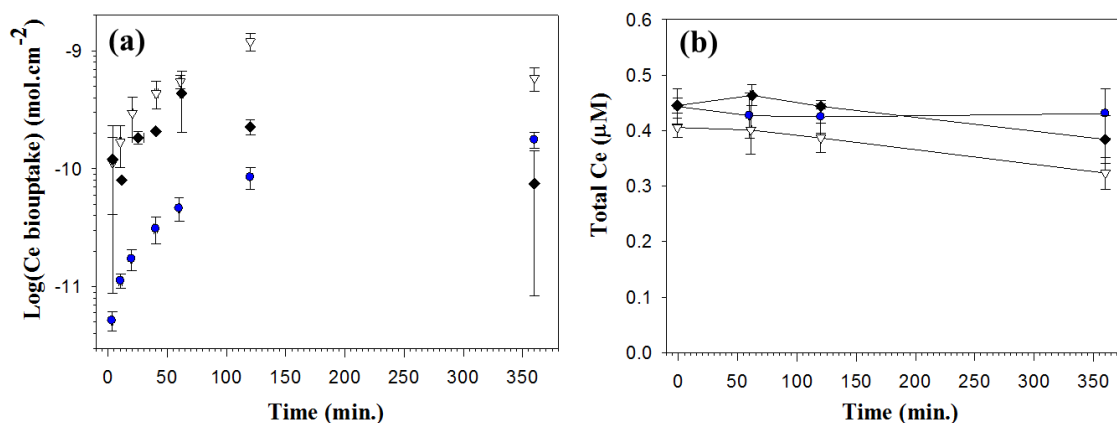 (a)
Log(Ce biouptake) (mol.cm-2)
-9
-10
-11
0 50 100 150 200 250 300 350
Time (min.)
(b)
Total Ce (µM)
0.6
0.5
0.4
0.3
0.2
0.1
0.0
0 50 100 150 200 250 300 350
Time (min.)